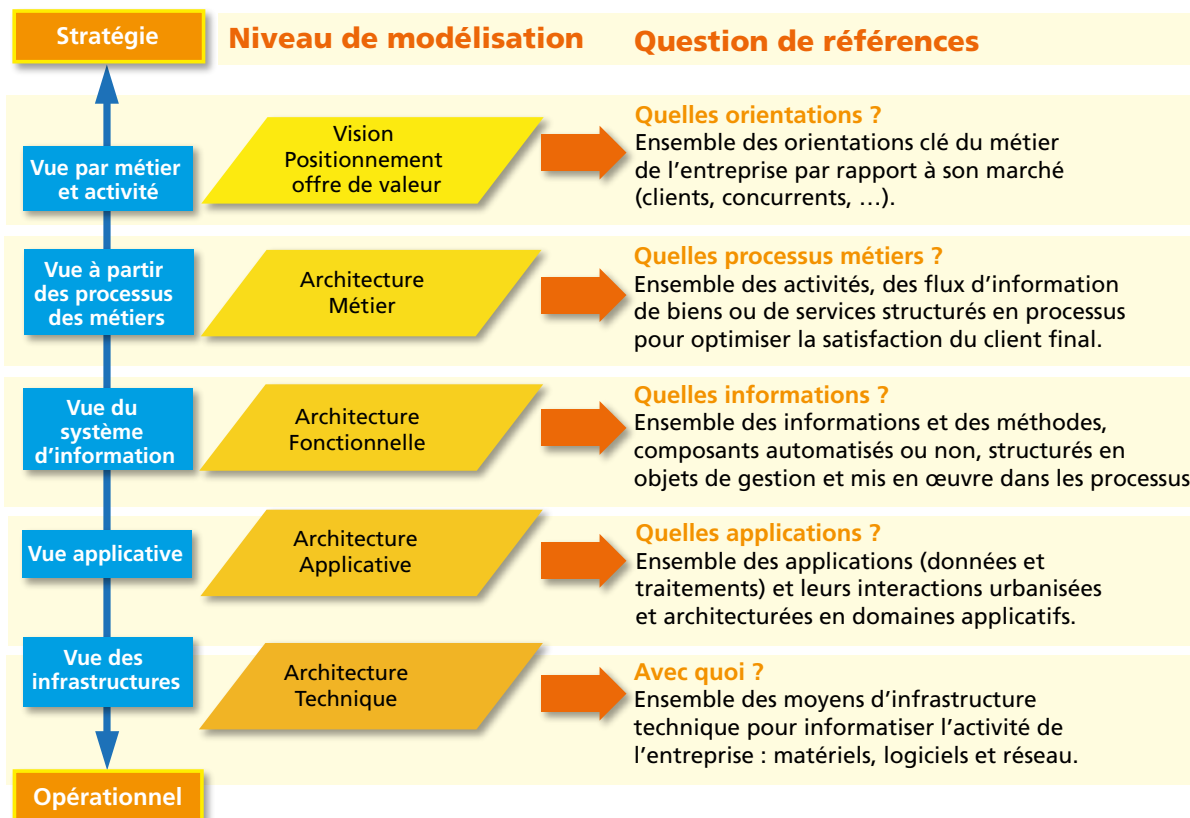 Stratégie
Niveau de modélisation
Question de références
Vue par métier
et activité
Vision
Positionnement
offre de valeur
Quelles orientations ?
Ensemble des orientations clé du métier
de l’entreprise par rapport à son marché
(clients, concurrents, …).
Vue à partir
des processus
des métiers
Architecture
Métier
Quelles processus métiers ?
Ensemble des activités, des flux d’information
de biens ou de services structurés en processus
pour optimiser la satisfaction du client final.
Vue du
système
d’information
Architecture
Fonctionnelle
Quelles informations ?
Ensemble des informations et des méthodes,
composants automatisés ou non, structurés en
objets de gestion et mis en œuvre dans les processus
Vue applicative
Architecture
Applicative
Quelles applications ?
Ensemble des applications (données et
traitements) et leurs interactions urbanisées
et architecturées en domaines applicatifs.
Vue des
infrastructures
Architecture
Technique
Avec quoi ?
Ensemble des moyens d’infrastructure
technique pour informatiser l’activité de
l’entreprise : matériels, logiciels et réseau.
Opérationnel